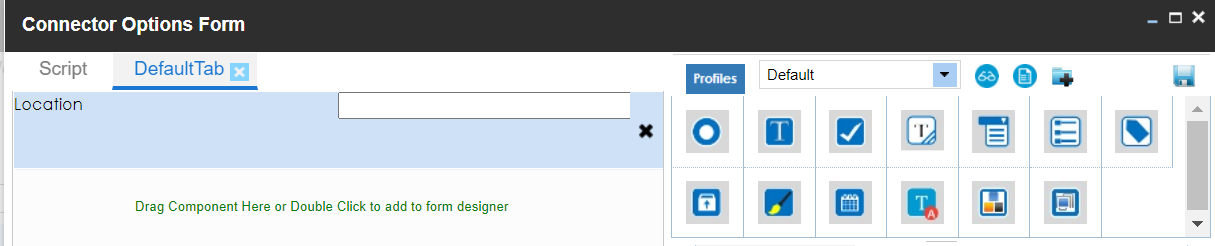 Connector Options Form
Script
DefaultTab
Profiles
Default
Location
T
T
T
A
Drag Component Here or Double Click to add to form designer